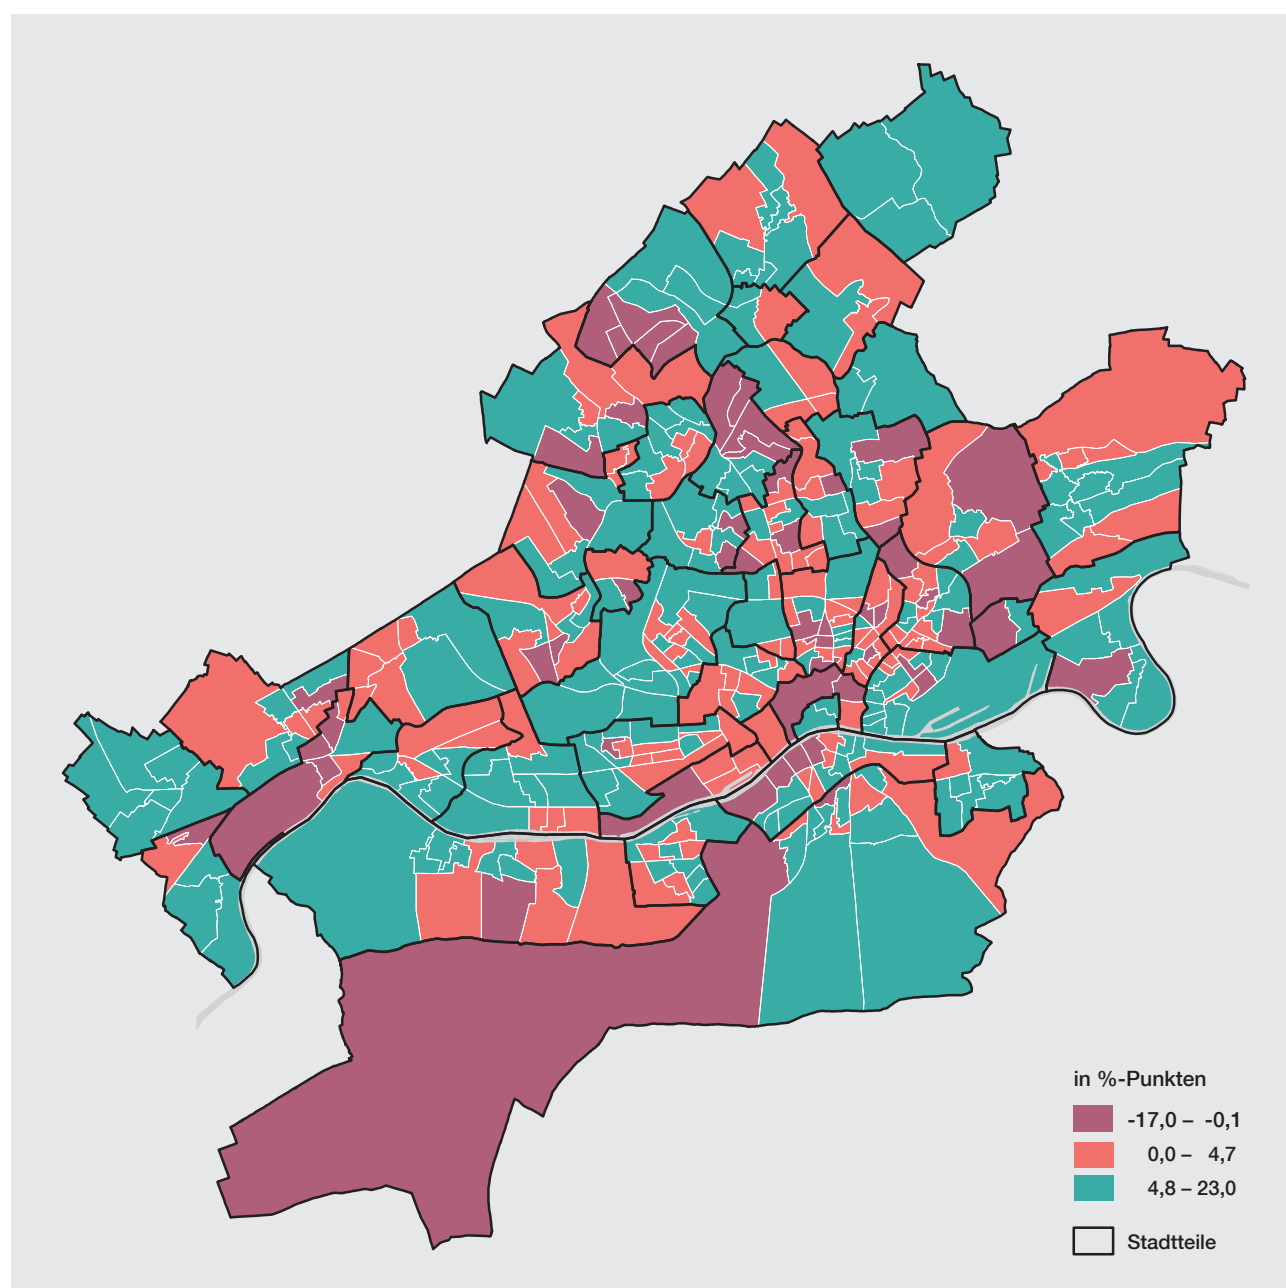 in %-Punkten
-17,0 – -0,1
0,0 – 4,7
4,8 – 23,0
Stadtteile